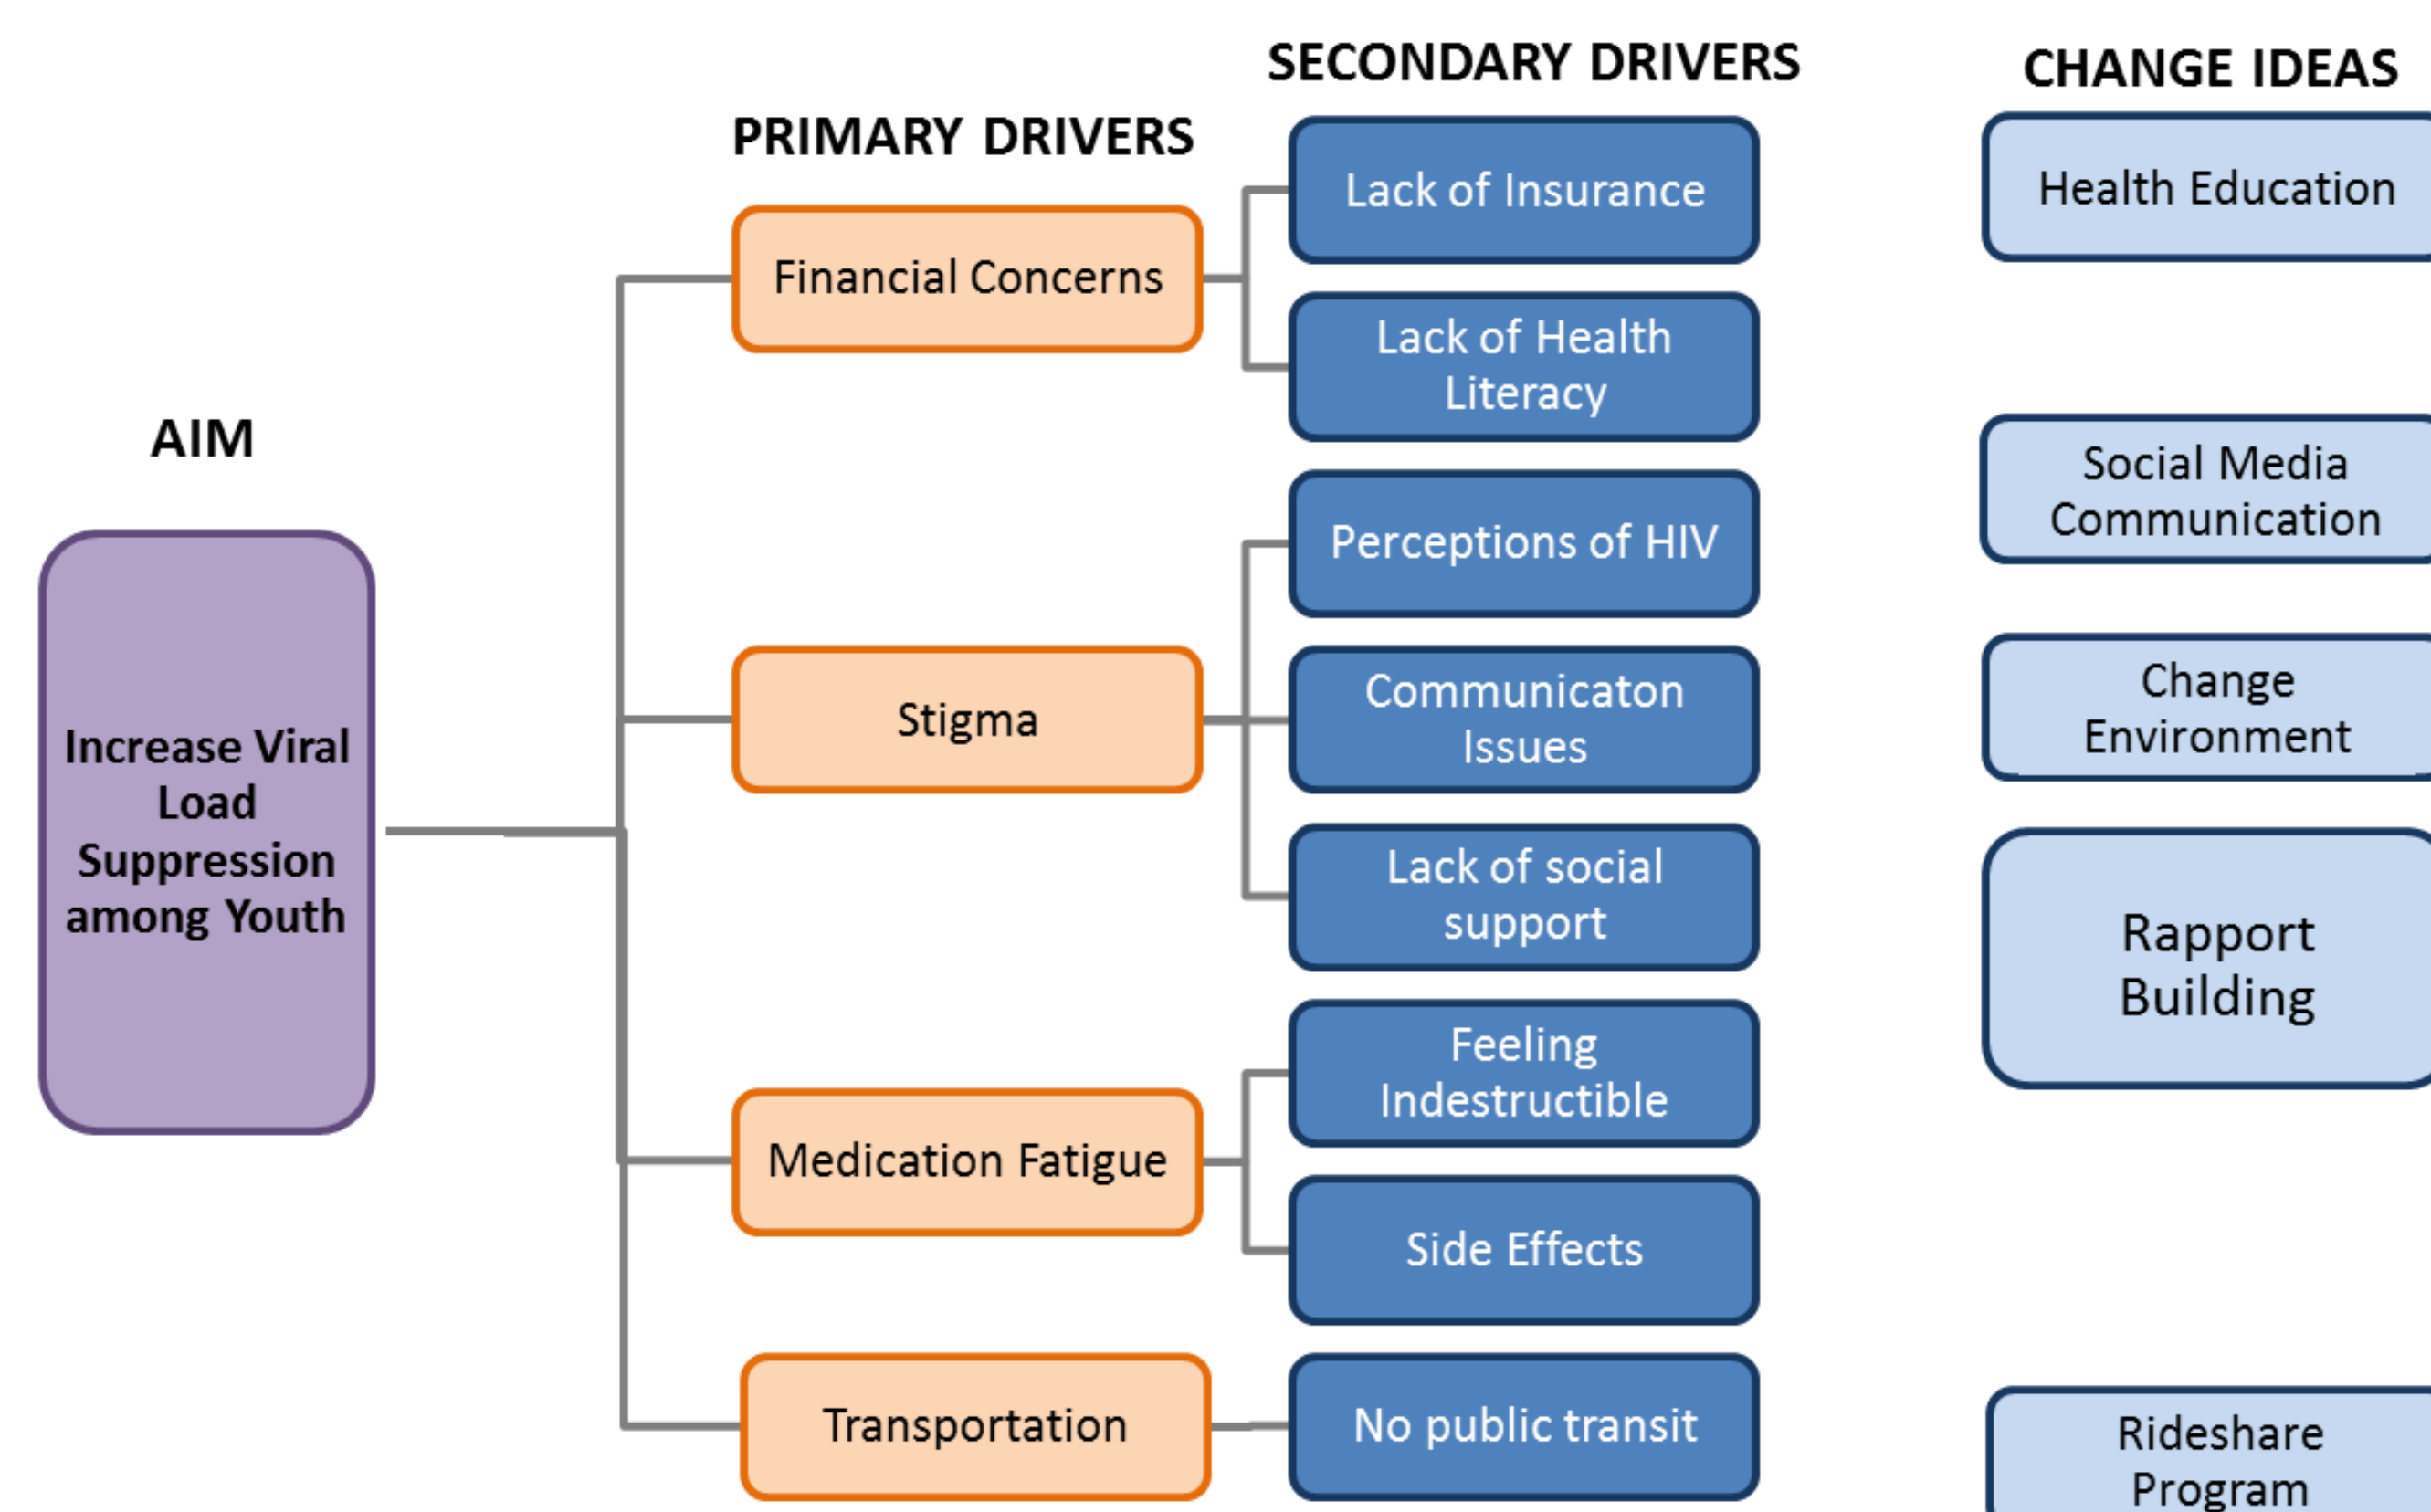 AIM
Increase Viral
Load
Suppression
among Youth
PRIMARY DRIVERS
Financial Concerns
Stigma
Medication Fatigue
Transportation
SECONDARY DRIVERS
Lack of Insurance
Lack of Health
Literacy
Perceptions of HIV
Communicaton
Issues
Lack of social
support
Feeling
Indestructible
Side Effects
No public transit
CHANGE IDEAS
Health Education
Social Media
Communication
Change
Environment
Rapport
Building
Rideshare
Program